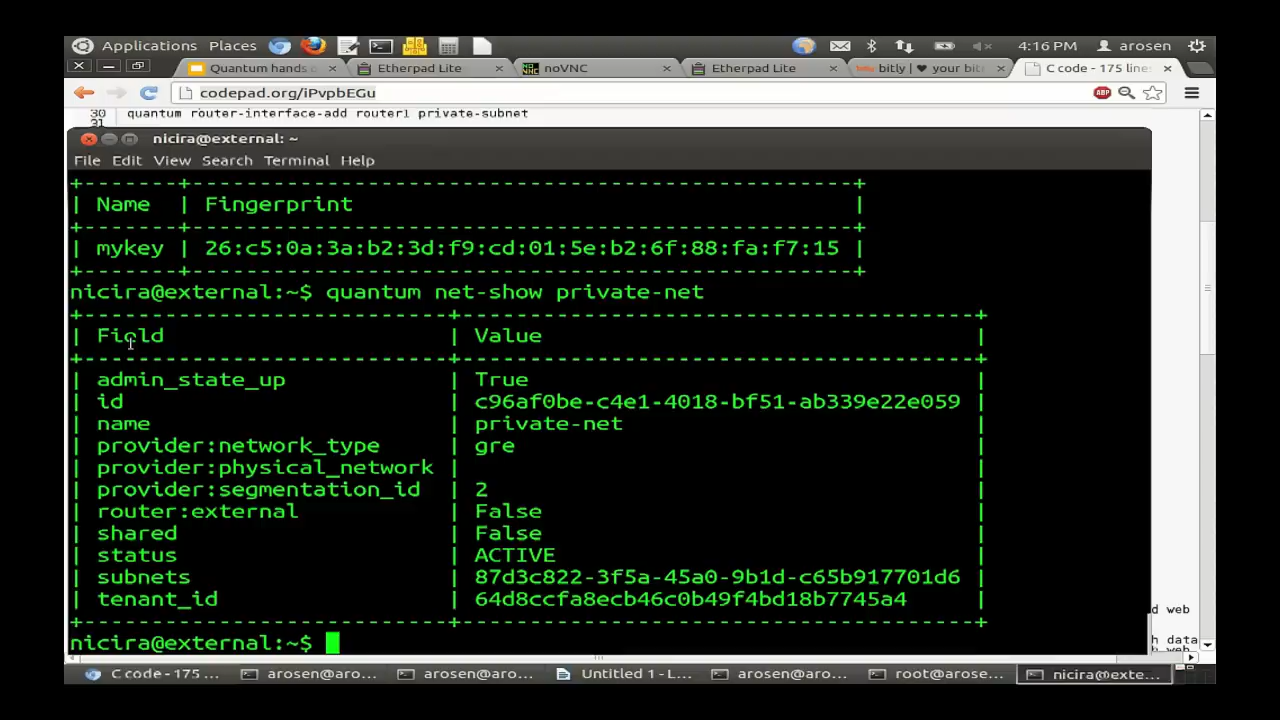 Applications Places 4:16 PM arosen
Quantum hands o Etherpad Lite noVNC Etherpad Lite bitly | ♥ your bit C code - 175 line
codepad.org/iPvpbEGu ABP
30 quantum router-interface-add router1 private-subnet
31
nicira@external: ~
File Edit View Search Terminal Help
+-------+-------------------------------------------------+
| Name | Fingerprint |
+-------+-------------------------------------------------+
| mykey | 26:c5:0a:3a:b2:3d:f9:cd:01:5e:b2:6f:88:fa:f7:15 |
+-------+-------------------------------------------------+
nicira@external:~$ quantum net-show private-net
+---------------------------+--------------------------------------+
| Field | Value |
+---------------------------+--------------------------------------+
| admin_state_up | True |
| id | c96af0be-c4e1-4018-bf51-ab339e22e059 |
| name | private-net |
| provider:network_type | gre |
| provider:physical_network | |
| provider:segmentation_id | 2 |
| router:external | False |
| shared | False |
| status | ACTIVE |
| subnets | 87d3c822-3f5a-45a0-9b1d-c65b917701d6 |
| tenant_id | 64d8ccfa8ecb46c0b49f4bd18b7745a4 |
+---------------------------+--------------------------------------+
nicira@external:~$
d web
h data
C code - 175 ... arosen@aro... arosen@aro... Untitled 1 - L... arosen@aro... root@arose... nicira@exte...